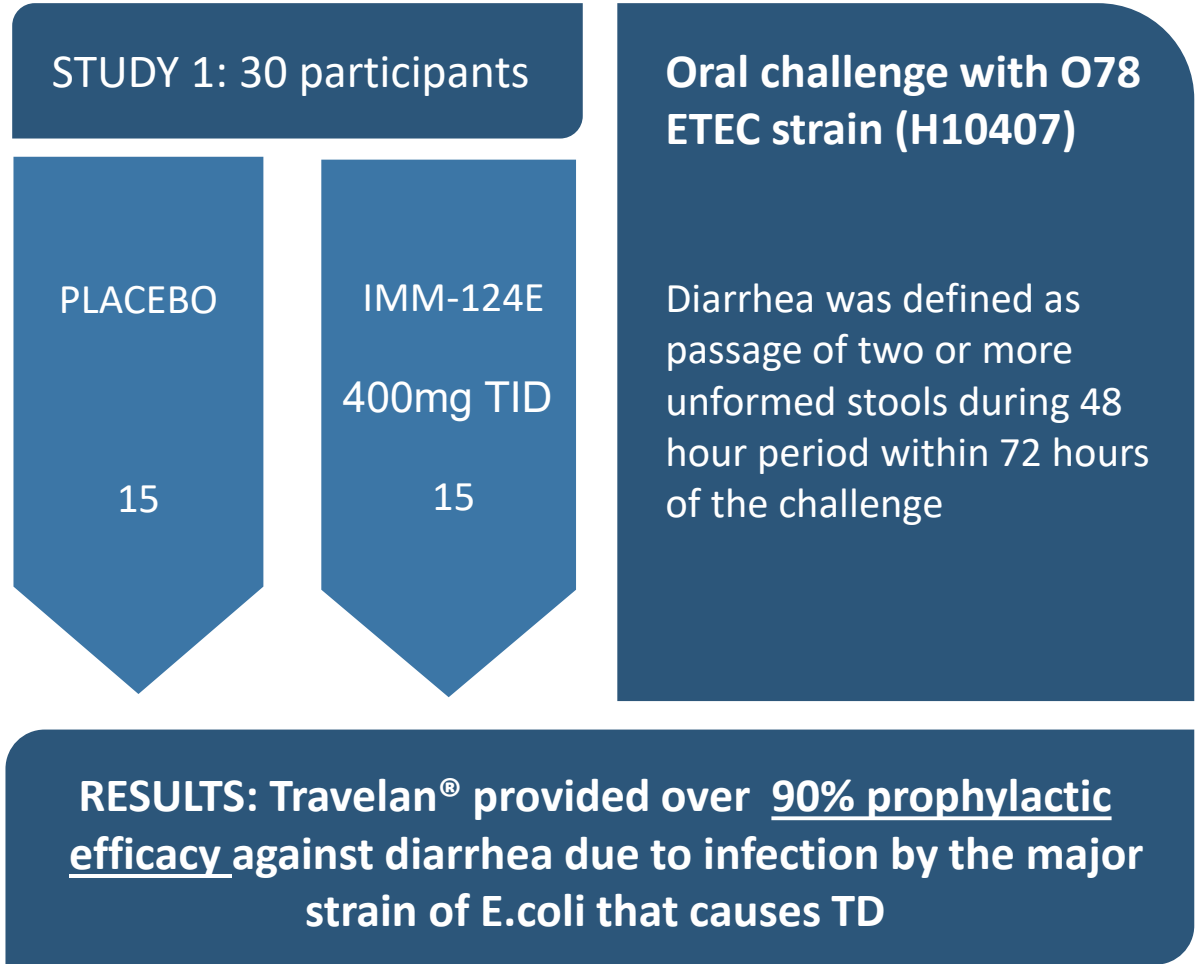 STUDY 1: 30 participants
PLACEBO
15
IMM-124E
400mg TID
15
Oral challenge with O78
ETEC strain (H10407)
Diarrhea was defined as
passage of two or more
unformed stools during 48
hour period within 72 hours
of the challenge
RESULTS: Travelan® provided over 90% prophylactic
efficacy against diarrhea due to infection by the major
strain of E.coli that causes TD